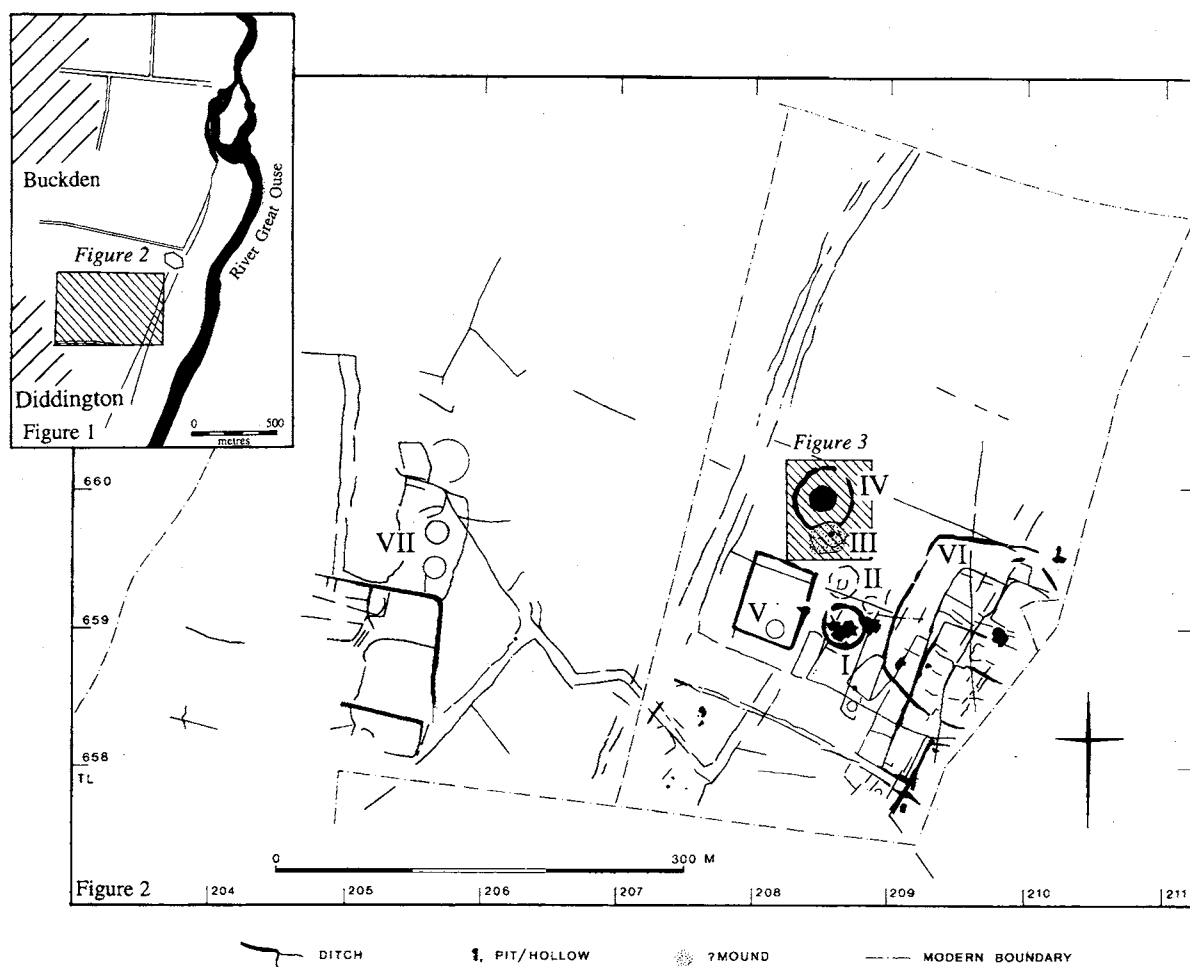 Buckden
River Great Ouse
Figure 2
Diddington
Figure 1
0 500
metres
Figure 3
660
IV
III
VII
VI
II
V
659
I
658
TL
0 300 M
Figure 2
204 205 206 207 208 209 210 211
DITCH PIT/HOLLOW ?MOUND MODERN BOUNDARY